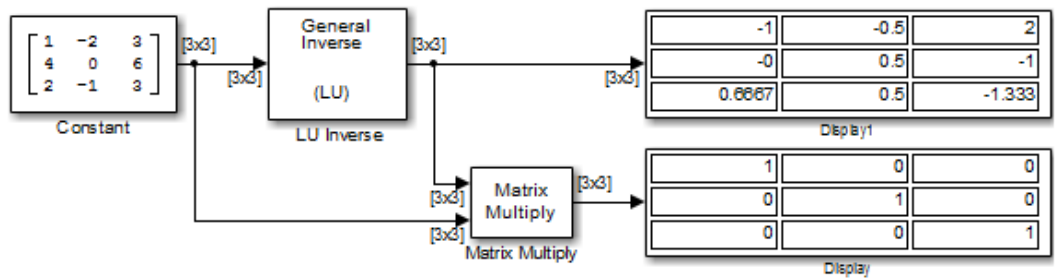 1 -2 3
4 0 6
2 -1 3
Constant
[3x3]
[3x3]
General
Inverse
(LU)
LU Inverse
[3x3]
[3x3]
-1 -0.5 2
-0 0.5 -1
0.6667 0.5 -1.333
Display1
[3x3]
[3x3]
Matrix
Multiply
Matrix Multiply
[3x3]
1 0 0
0 1 0
0 0 1
Display